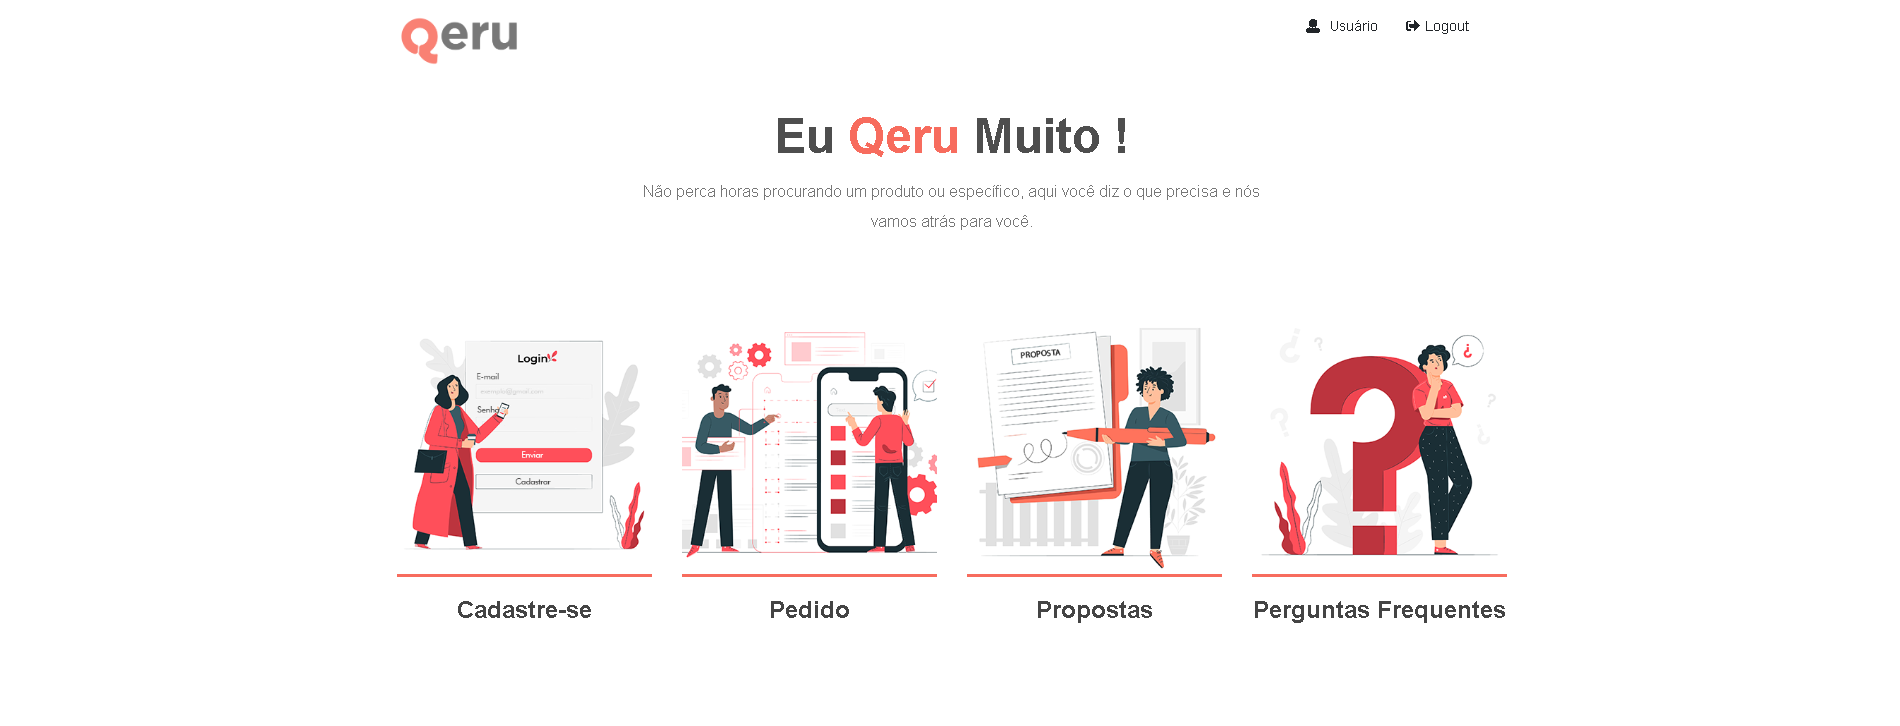 Qeru
Usuário
Logout
Eu Qeru Muito !
Não perca horas procurando um produto ou específico, aqui você diz o que precisa e nós
vamos atrás para você.
Login
E-mail
Senha
Enviar
Cadastrar
PROPOSTA
Cadastre-se
Pedido
Propostas
Perguntas Frequentes